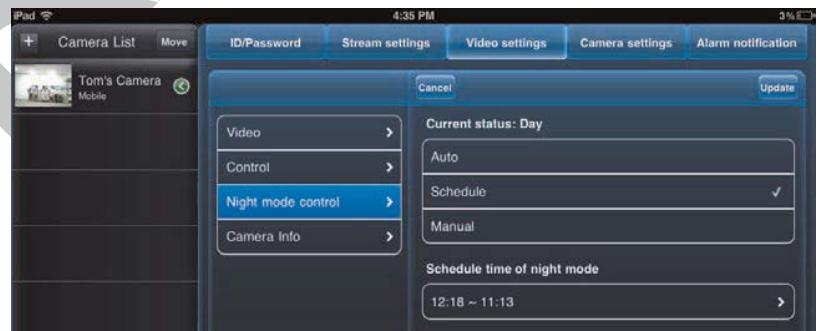 iPad 4:35 PM 3%
+ Camera List Move
ID/Password Stream settings Video settings Camera settings Alarm notification
Tom's Camera
Mobile
Cancel Update
Video
Control
Night mode control
Camera Info
Current status: Day
Auto
Schedule
Manual
Schedule time of night mode
12:18 ~ 11:13